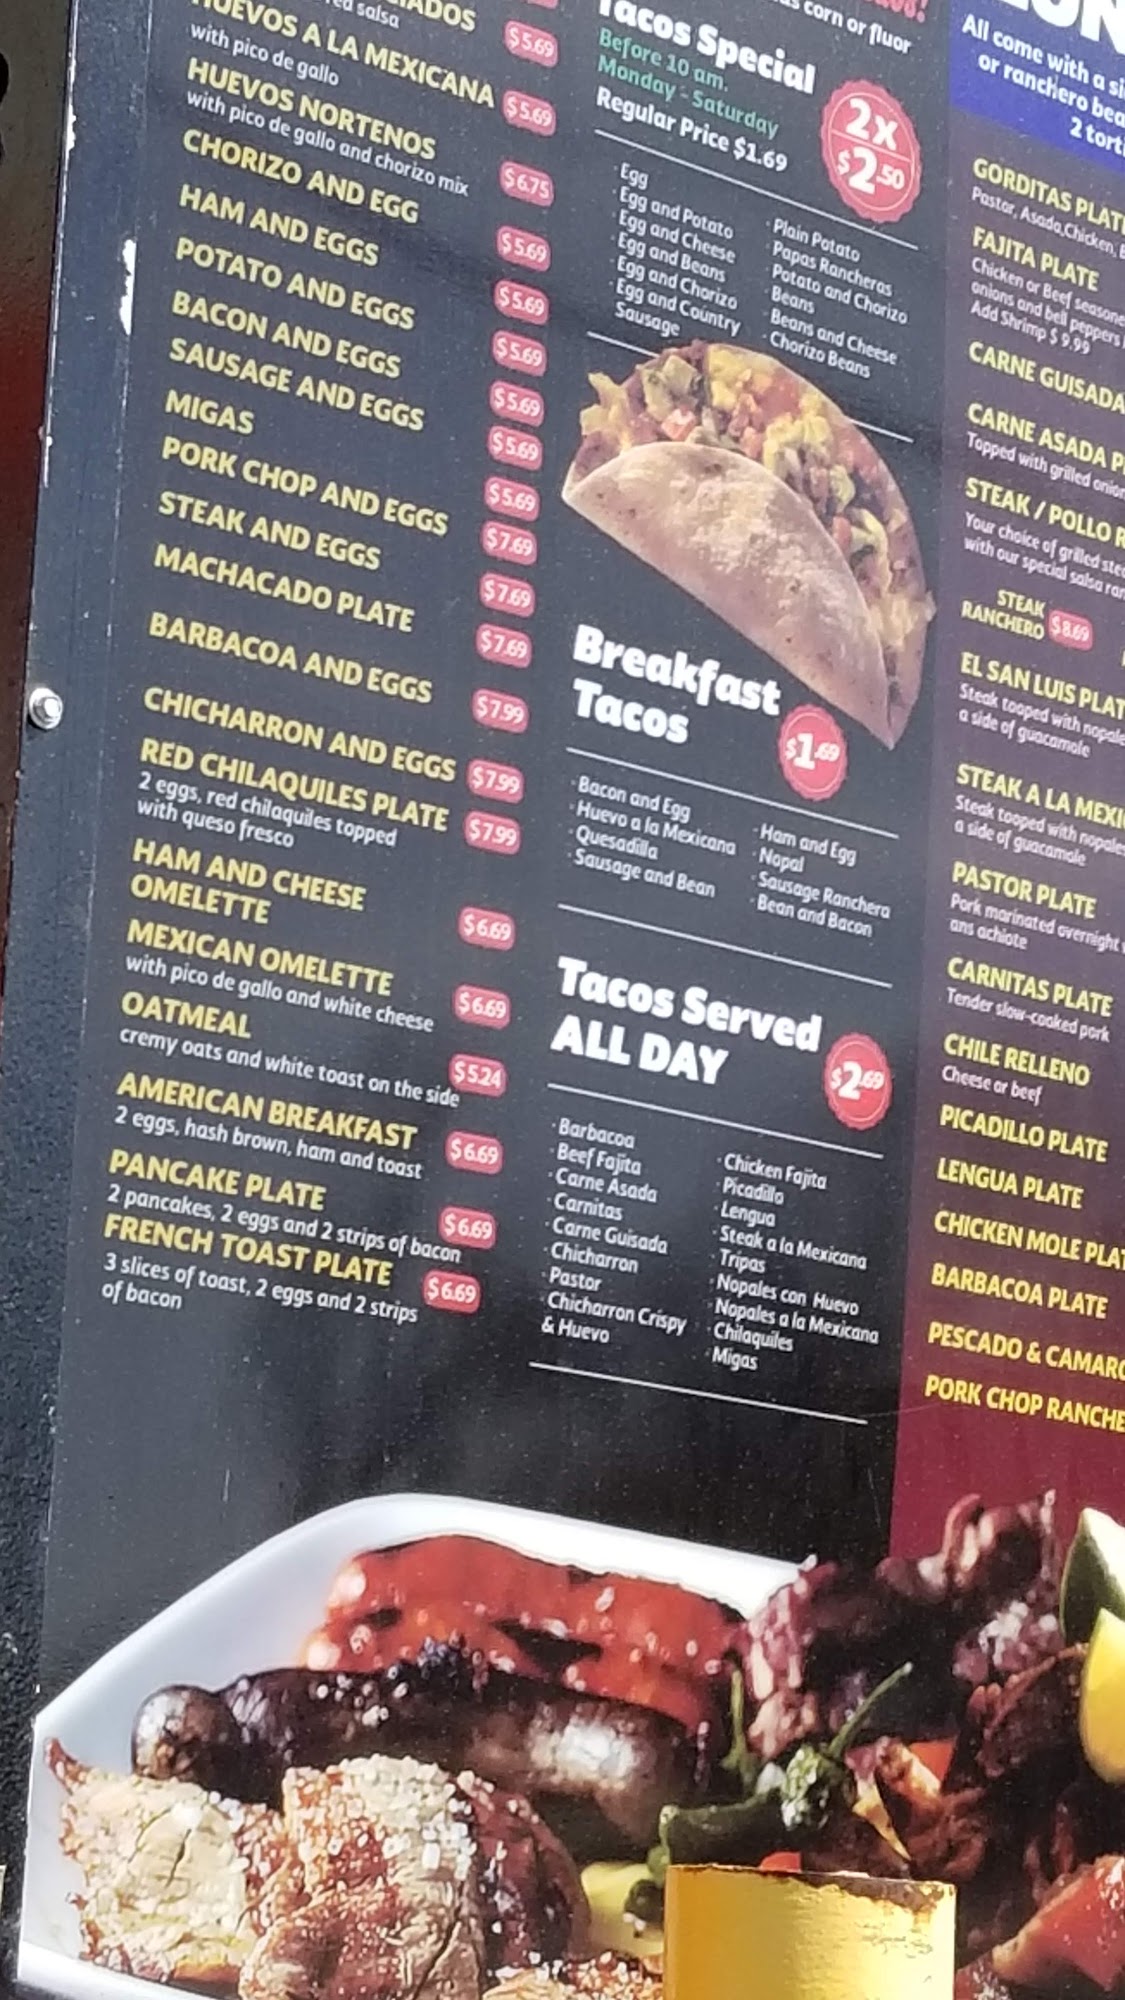 $5.69
HUEVOS A LA MEXICANA
with pico de gallo
$5.69
HUEVOS NORTENOS
with pico de gallo and chorizo mix
$6.75
CHORIZO AND EGG
$5.69
HAM AND EGGS
$5.69
POTATO AND EGGS
$5.69
BACON AND EGGS
$5.69
SAUSAGE AND EGGS
$5.69
MIGAS
$5.69
PORK CHOP AND EGGS
$7.69
STEAK AND EGGS
$7.69
MACHACADO PLATE
$7.69
BARBACOA AND EGGS
$7.99
CHICHARRON AND EGGS
$7.99
RED CHILAQUILES PLATE
$7.99
2 eggs, red chilaquiles topped
with queso fresco
HAM AND CHEESE
OMELETTE
$6.69
MEXICAN OMELETTE
with pico de gallo and white cheese
$6.69
OATMEAL
cremy oats and white toast on the side
$5.24
AMERICAN BREAKFAST
2 eggs, hash brown, ham and toast
$6.69
PANCAKE PLATE
2 pancakes, 2 eggs and 2 strips of bacon
$6.69
FRENCH TOAST PLATE
3 slices of toast, 2 eggs and 2 strips
of bacon
$6.69
corn or fluor
Tacos Special
Before 10 am.
Monday - Saturday
Regular Price $1.69
2x
$2.50
· Egg
· Egg and Potato
· Egg and Cheese
· Egg and Beans
· Egg and Chorizo
· Egg and Country
Sausage
· Plain Potato
· Papas Rancheras
· Potato and Chorizo
· Beans
· Beans and Cheese
· Chorizo Beans
Breakfast
Tacos
$1.69
· Bacon and Egg
· Huevo a la Mexicana
· Quesadilla
· Sausage and Bean
· Ham and Egg
· Nopal
· Sausage Ranchera
· Bean and Bacon
Tacos Served
ALL DAY
$2.69
· Barbacoa
· Beef Fajita
· Carne Asada
· Carnitas
· Carne Guisada
· Chicharron
· Pastor
· Chicharron Crispy
& Huevo
· Chicken Fajita
· Picadillo
· Lengua
· Steak a la Mexicana
· Tripas
· Nopales con Huevo
· Nopales a la Mexicana
· Chilaquiles
· Migas
All come with a
or ranchero
2
GORDITAS
Pastor, Asada, Chicken,
FAJITA PLATE
Chicken or Beef
onions and bell peppers
Add Shrimp $ 9.99
CARNE GUISADA
CARNE ASADA
Topped with grilled
STEAK / POLLO
Your choice of grilled
with our special salsa
STEAK
RANCHERO
$8.69
EL SAN LUIS
Steak tooped with
a side of guacamole
STEAK A LA
Steak tooped with
a side of guacamole
PASTOR PLATE
Pork marinated overnight
ans achiote
CARNITAS PLATE
Tender slow-cooked pork
CHILE RELLENO
Cheese or beef
PICADILLO PLATE
LENGUA PLATE
CHICKEN MOLE
BARBACOA PLATE
PESCADO &
PORK CHOP